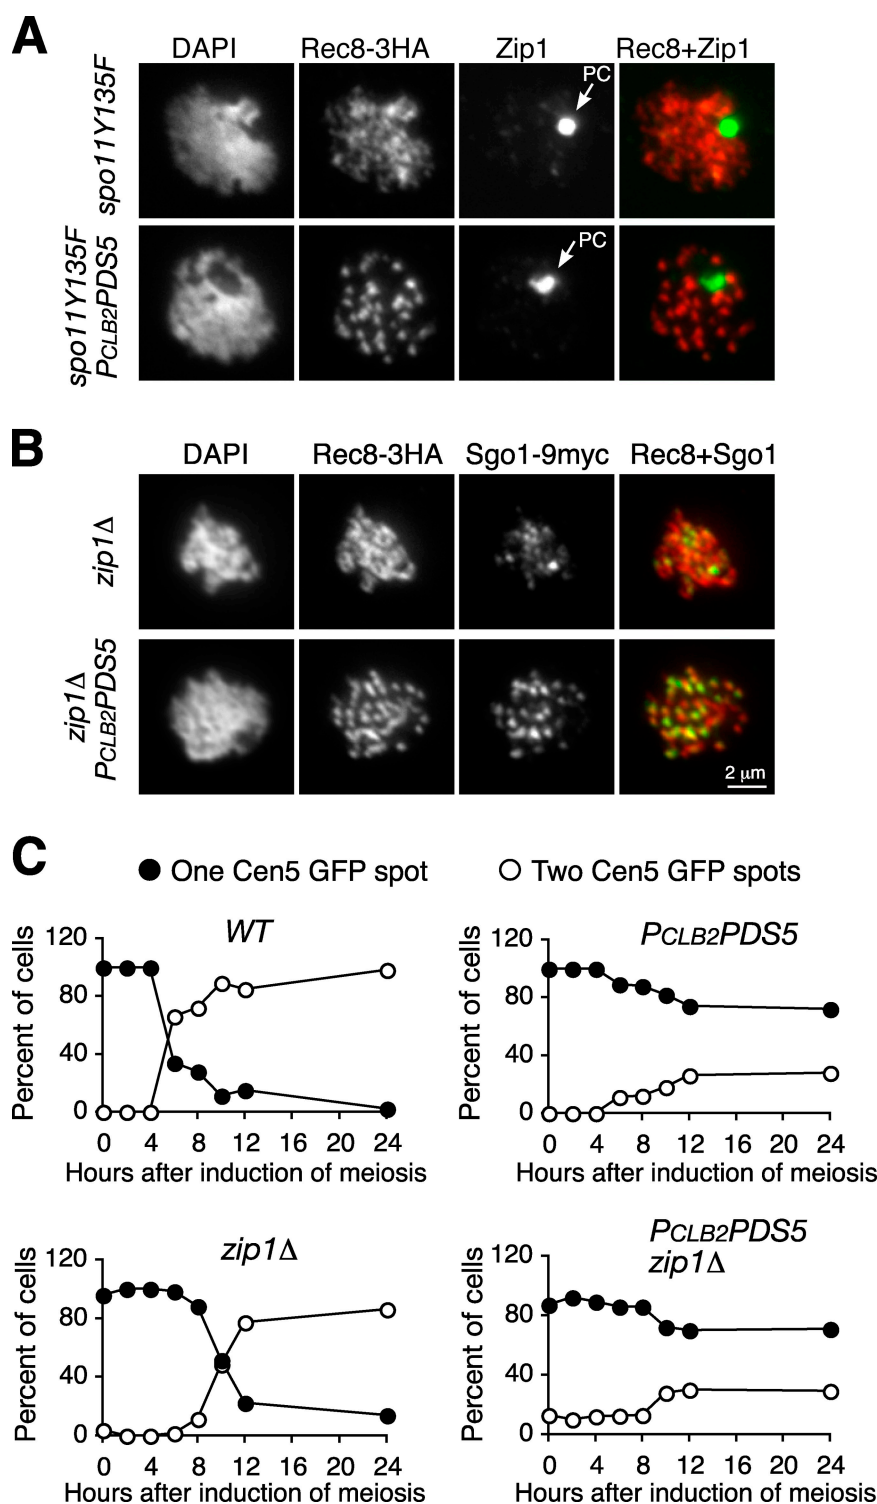 A
DAPI Rec8-3HA Zip1 Rec8+Zip1
spo11Y135F
PC
spo11Y135F
PCLB2PDS5
PC
B
DAPI Rec8-3HA Sgo1-9myc Rec8+Sgo1
zip1Δ
zip1Δ
PCLB2PDS5
2 μm
C
One Cen5 GFP spot Two Cen5 GFP spots
WT
Percent of cells
120
80
40
0
0 4 8 12 16 20 24
Hours after induction of meiosis
PCLB2PDS5
Percent of cells
120
80
40
0
0 4 8 12 16 20 24
Hours after induction of meiosis
zip1Δ
Percent of cells
120
80
40
0
0 4 8 12 16 20 24
Hours after induction of meiosis
PCLB2PDS5
zip1Δ
Percent of cells
120
80
40
0
0 4 8 12 16 20 24
Hours after induction of meiosis